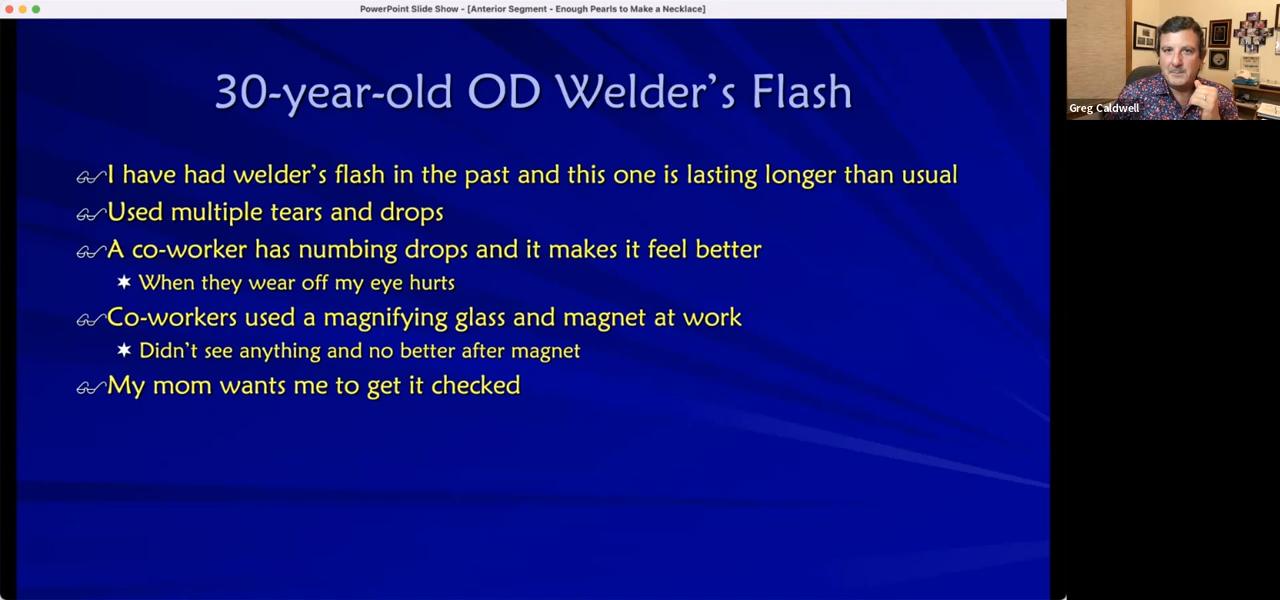 PowerPoint Slide Show - [Anterior Segment - Enough Pearls to Make a Necklace]
Greg Caldwell
30-year-old OD Welder's Flash
I have had welder's flash in the past and this one is lasting longer than usual
Used multiple tears and drops
A co-worker has numbing drops and it makes it feel better
When they wear off my eye hurts
Co-workers used a magnifying glass and magnet at work
Didn't see anything and no better after magnet
My mom wants me to get it checked